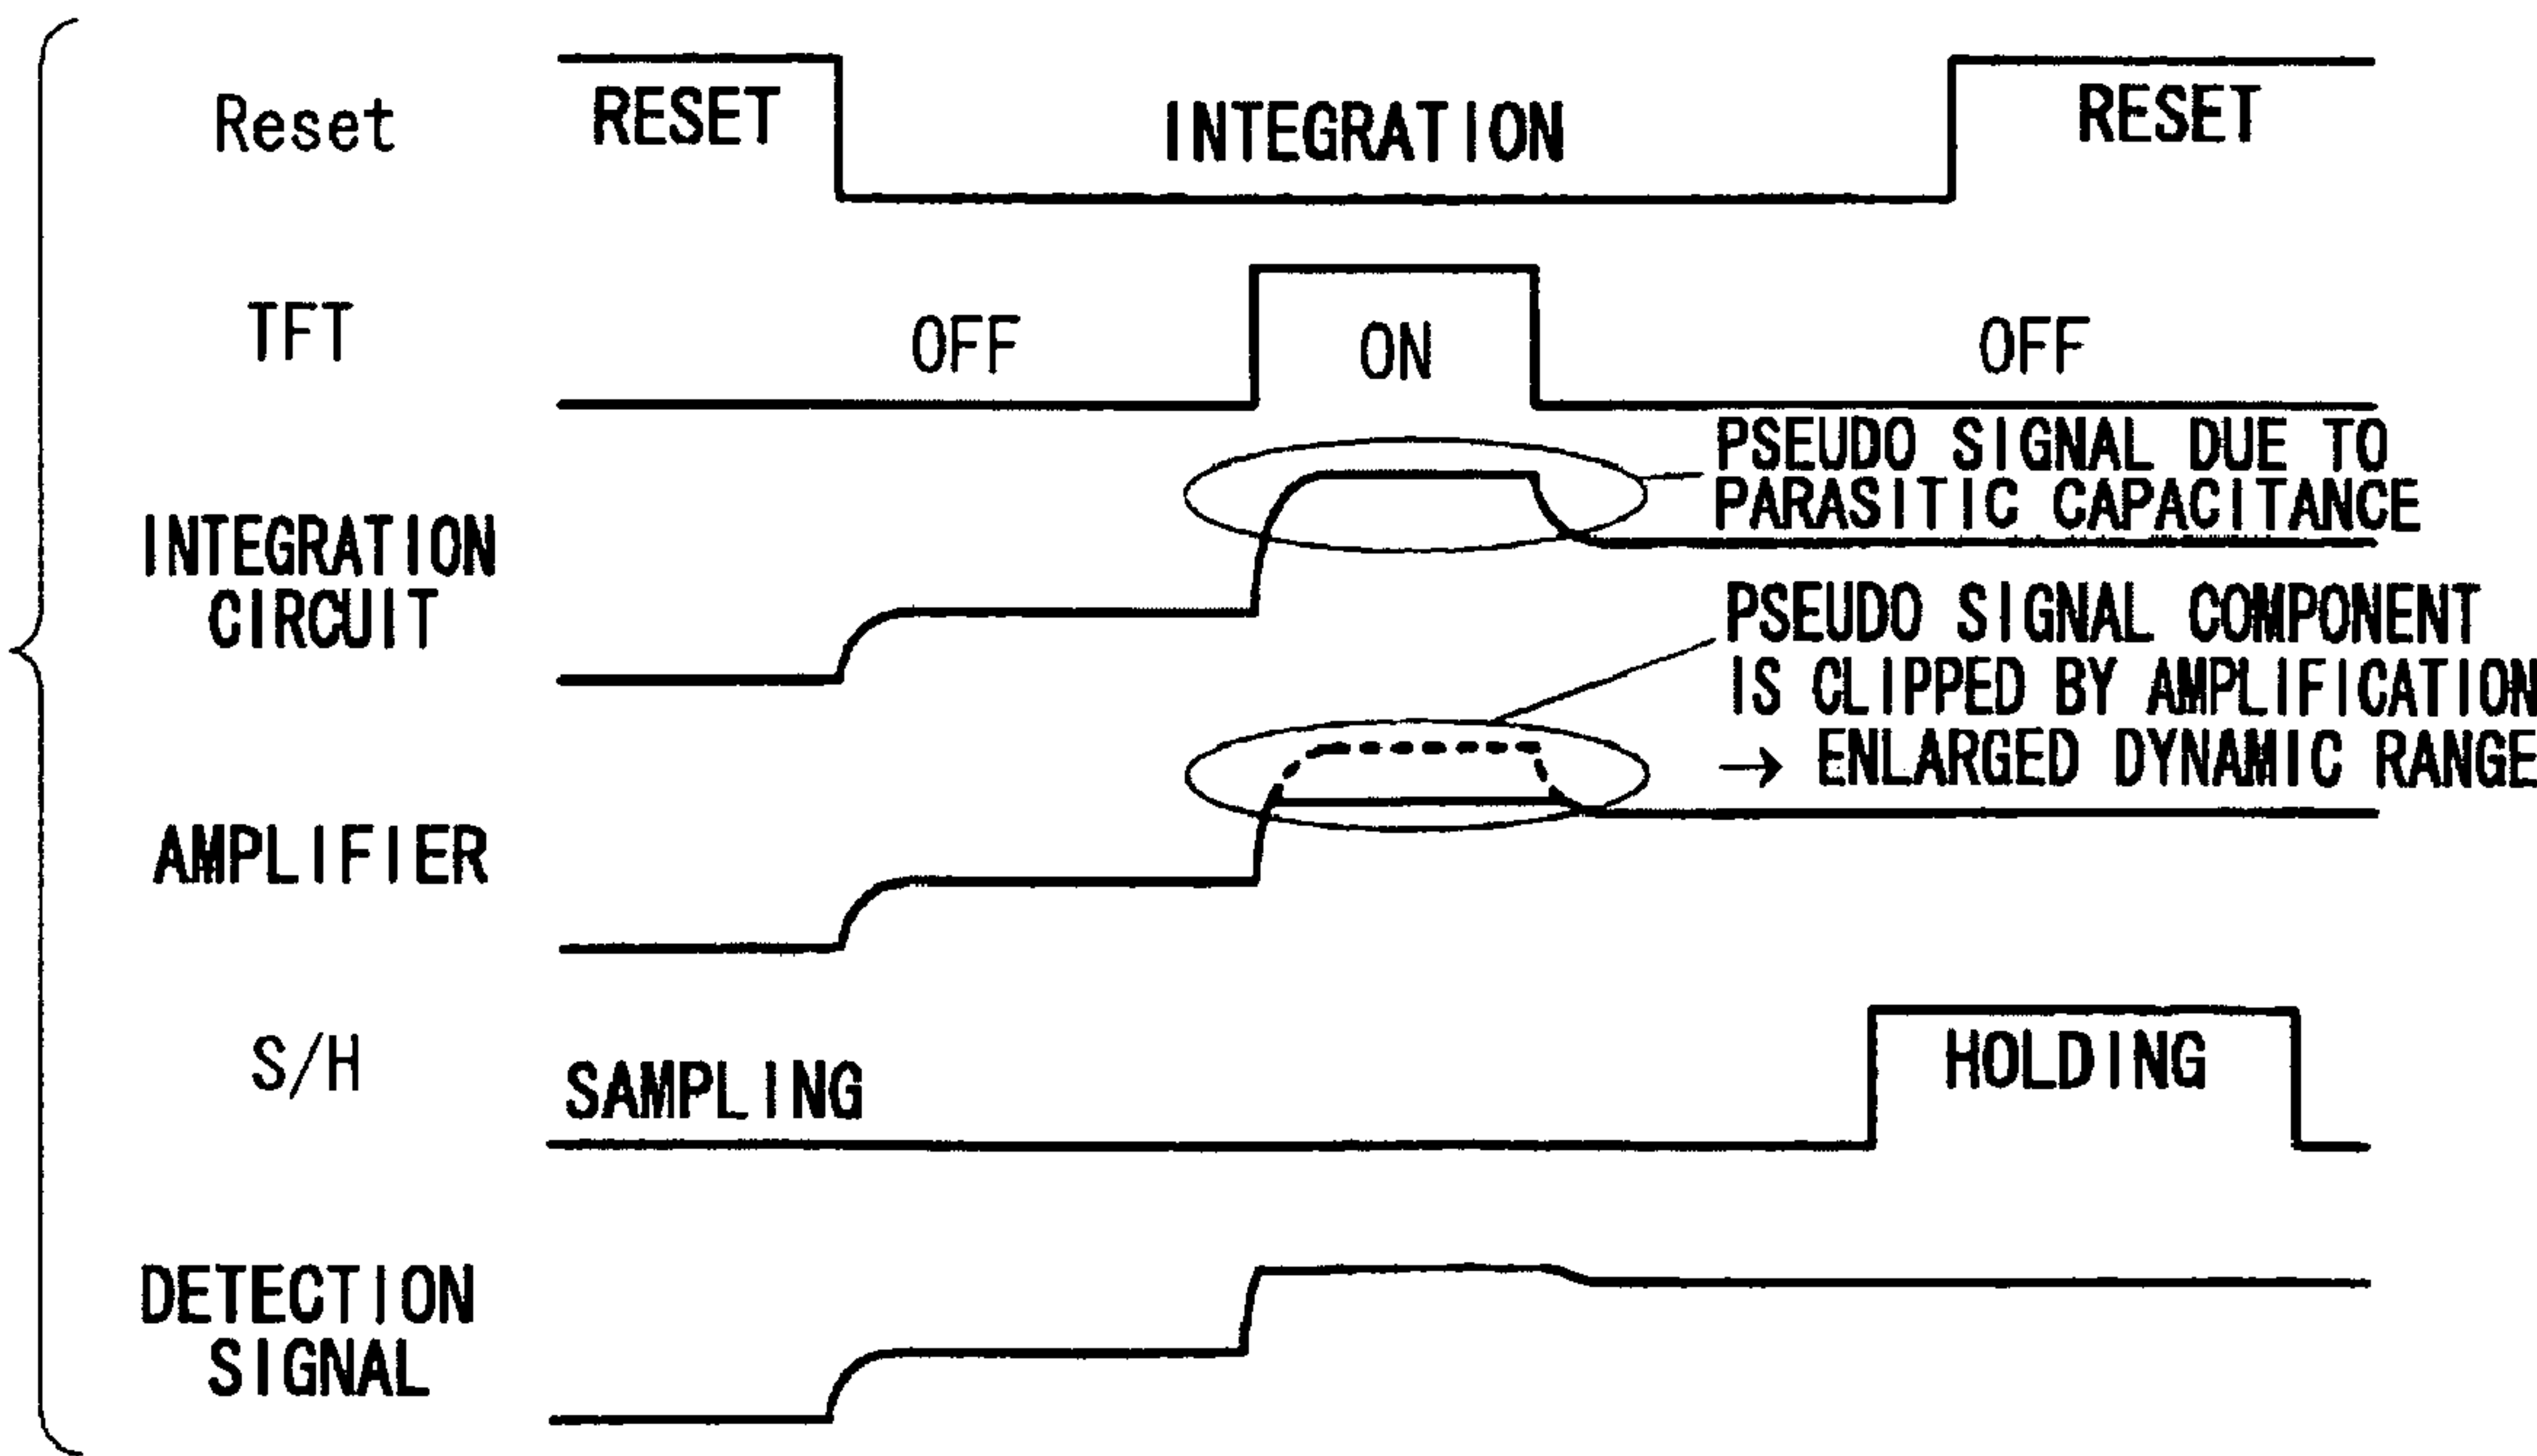 Reset
RESET
INTEGRATION
RESET
TFT
OFF
ON
OFF
PSEUDO SIGNAL DUE TO
PARASITIC CAPACITANCE
INTEGRATION
CIRCUIT
PSEUDO SIGNAL COMPONENT
IS CLIPPED BY AMPLIFICATION
→ ENLARGED DYNAMIC RANGE
AMPLIFIER
S/H
SAMPLING
HOLDING
DETECTION
SIGNAL